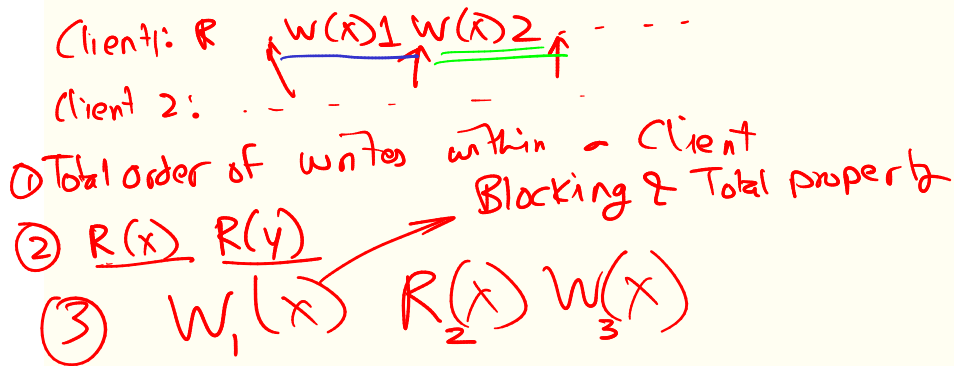 Client1: R W(x)1 W(x)2 - - - -
Client 2: - - - - - -
① Total order of writes within a Client
Blocking & Total property
② R(x) R(y)
③ W1(x) R2(x) W3(x)